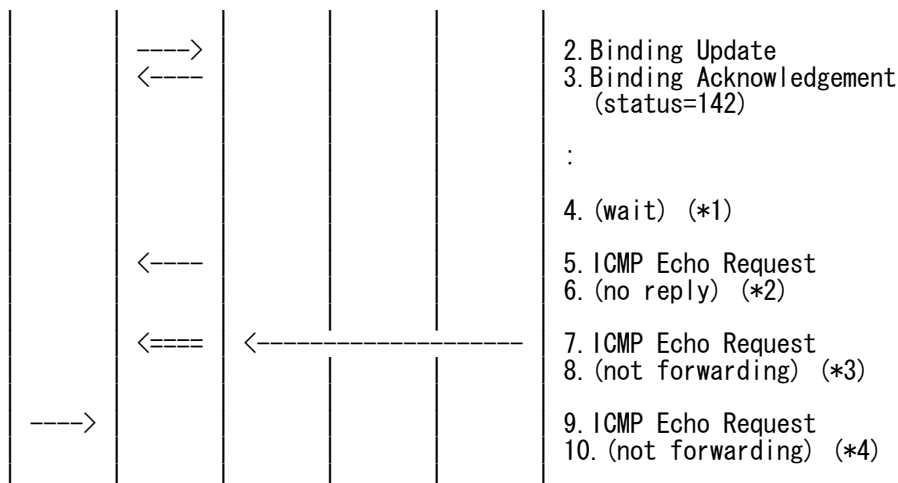 ----> 2.Binding Update
<---- 3.Binding Acknowledgement
(status=142)
:
4.(wait) (*1)
<---- 5.ICMP Echo Request
6.(no reply) (*2)
<==== <--------------------- 7.ICMP Echo Request
8.(not forwarding) (*3)
----> 9.ICMP Echo Request
10.(not forwarding) (*4)